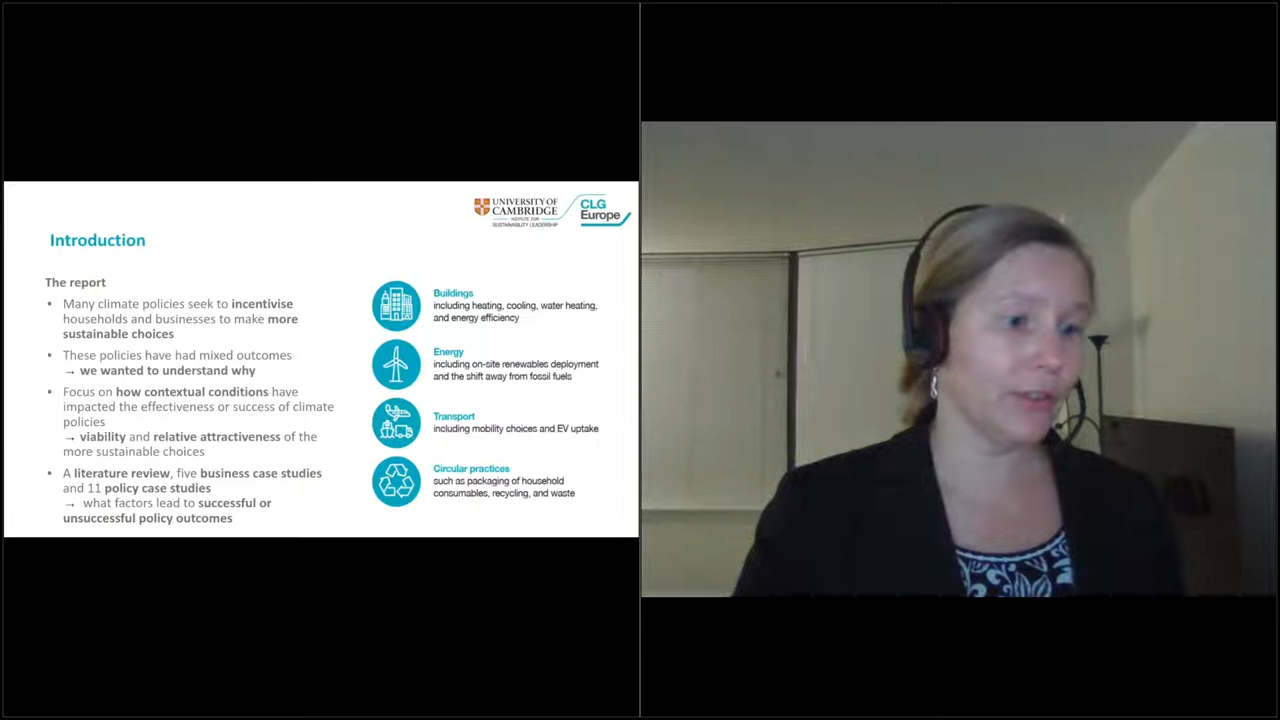 UNIVERSITY OF
CAMBRIDGE
INSTITUTE FOR
SUSTAINABILITY LEADERSHIP
CLG
Europe
Introduction
The report
• Many climate policies seek to incentivise
households and businesses to make more
sustainable choices
• These policies have had mixed outcomes
→ we wanted to understand why
• Focus on how contextual conditions have
impacted the effectiveness or success of climate
policies
→ viability and relative attractiveness of the
more sustainable choices
• A literature review, five business case studies
and 11 policy case studies
→ what factors lead to successful or
unsuccessful policy outcomes
Buildings
including heating, cooling, water heating,
and energy efficiency
Energy
including on-site renewables deployment
and the shift away from fossil fuels
Transport
including mobility choices and EV uptake
Circular practices
such as packaging of household
consumables, recycling, and waste